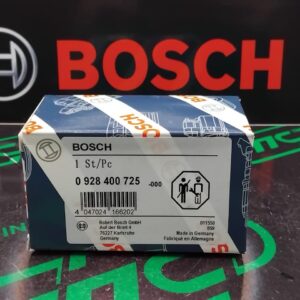 BOSCH
BOSCH
1 St/Pc
0 928 400 725 -000
4 047024 166202
Robert Bosch GmbH
Auf der Breit 4
76227 Karlsruhe
Germany
Made in Germany
Fabriqué en Allemagne